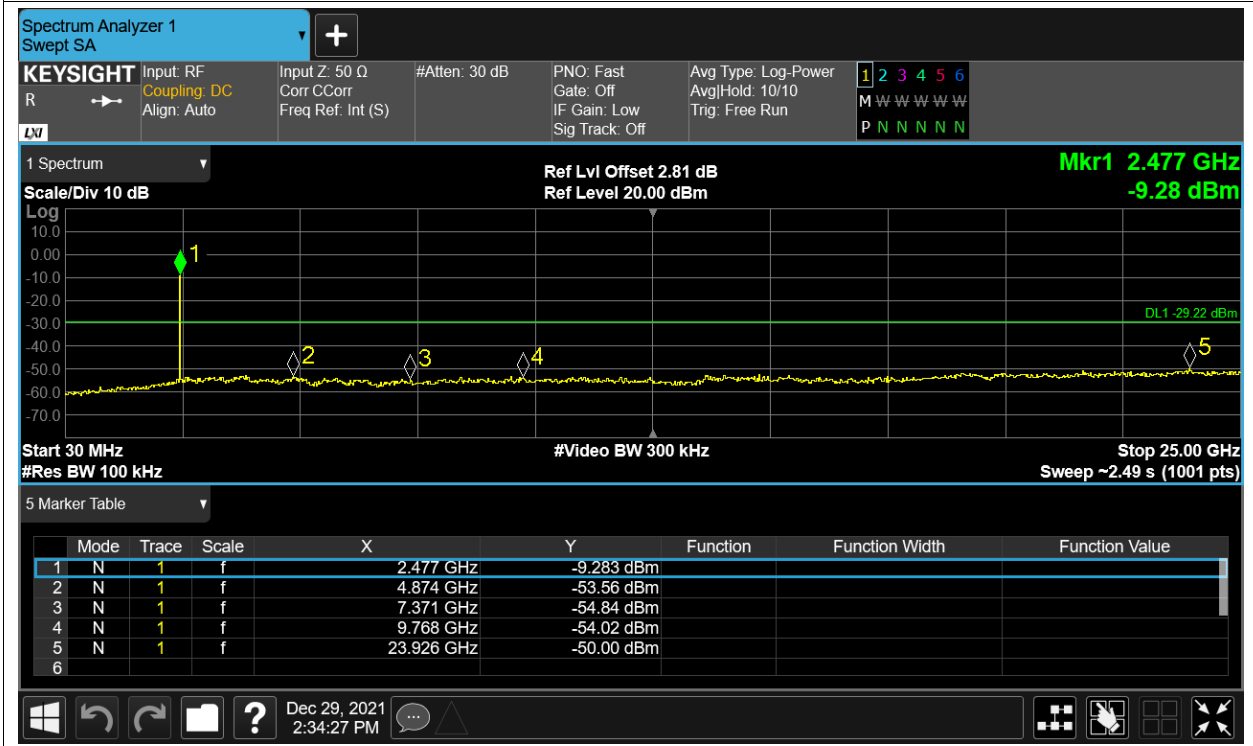 Spectrum Analyzer 1
Swept SA
+
KEYSIGHT Input: RF Input Z: 50 Ω #Atten: 30 dB PNO: Fast Avg Type: Log-Power 1 2 3 4 5 6
R Coupling: DC Corr CCorr Gate: Off Avg|Hold: 10/10 M W W W W W
Align: Auto Freq Ref: Int (S) IF Gain: Low Trig: Free Run
LXI Sig Track: Off P N N N N N
1 Spectrum Ref Lvl Offset 2.81 dB Mkr1 2.477 GHz
Scale/Div 10 dB Ref Level 20.00 dBm -9.28 dBm
Log
10.0
0.00 1
-10.0
-20.0
-30.0 DL1 -29.22 dBm
-40.0 2 3 4 5
-50.0
-60.0
-70.0
Start 30 MHz #Video BW 300 kHz Stop 25.00 GHz
#Res BW 100 kHz Sweep ~2.49 s (1001 pts)
5 Marker Table
Mode Trace Scale X Y Function Function Width Function Value
1 N 1 f 2.477 GHz -9.283 dBm
2 N 1 f 4.874 GHz -53.56 dBm
3 N 1 f 7.371 GHz -54.84 dBm
4 N 1 f 9.768 GHz -54.02 dBm
5 N 1 f 23.926 GHz -50.00 dBm
6
? Dec 29, 2021
2:34:27 PM